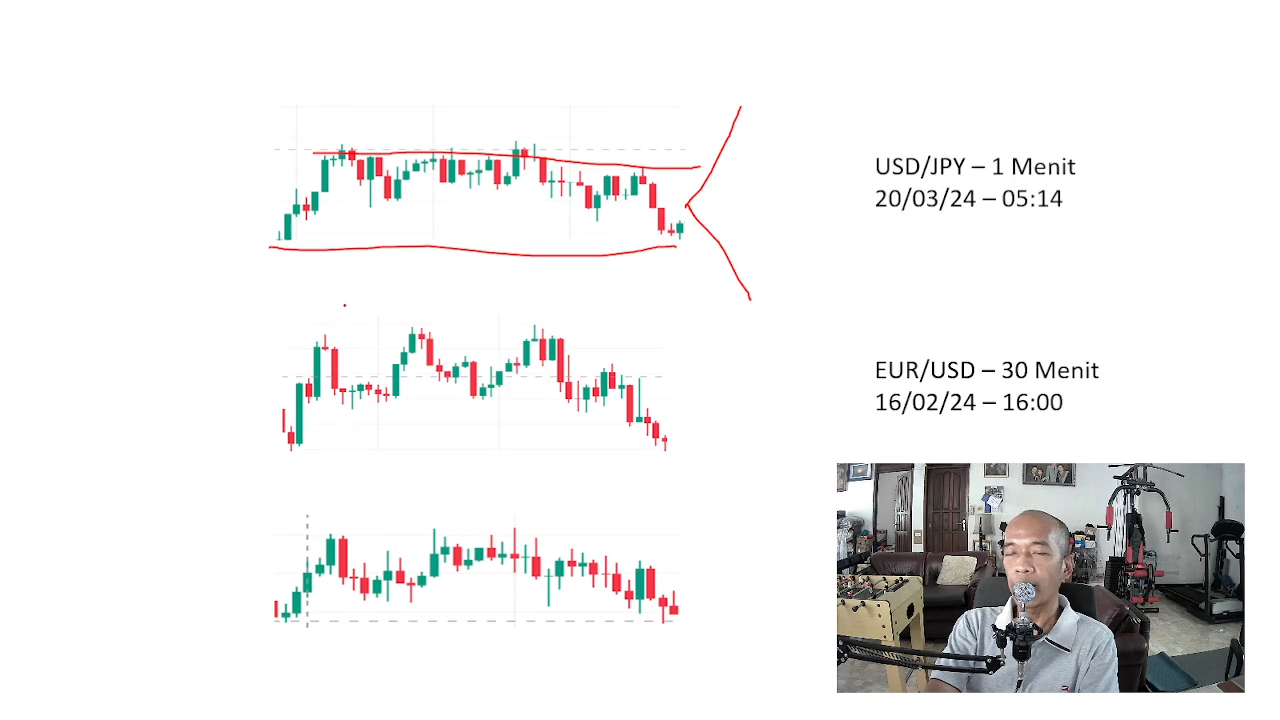 USD/JPY – 1 Menit
20/03/24 – 05:14
EUR/USD – 30 Menit
16/02/24 – 16:00